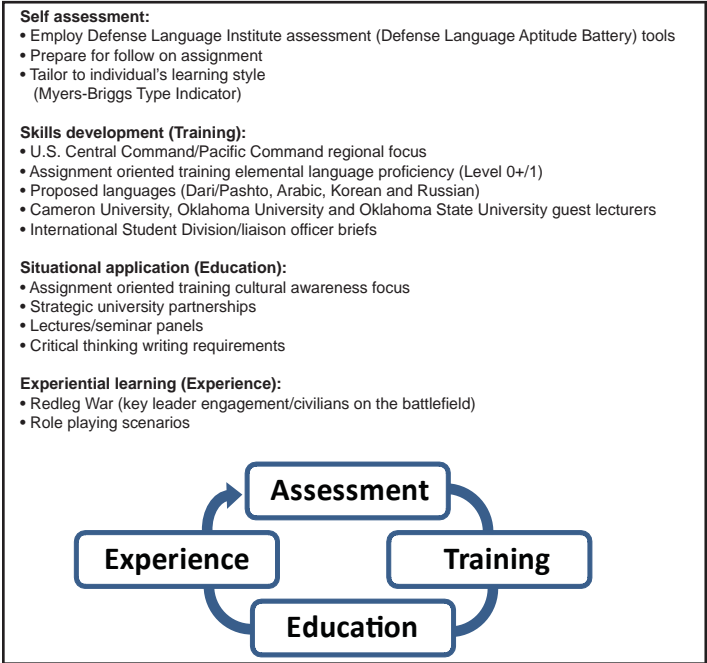 Self assessment:
• Employ Defense Language Institute assessment (Defense Language Aptitude Battery) tools
• Prepare for follow on assignment
• Tailor to individual's learning style
(Myers-Briggs Type Indicator)
Skills development (Training):
• U.S. Central Command/Pacific Command regional focus
• Assignment oriented training elemental language proficiency (Level 0+/1)
• Proposed languages (Dari/Pashto, Arabic, Korean and Russian)
• Cameron University, Oklahoma University and Oklahoma State University guest lecturers
• International Student Division/liaison officer briefs
Situational application (Education):
• Assignment oriented training cultural awareness focus
• Strategic university partnerships
• Lectures/seminar panels
• Critical thinking writing requirements
Experiential learning (Experience):
• Redleg War (key leader engagement/civilians on the battlefield)
• Role playing scenarios
Assessment
Experience
Training
Education